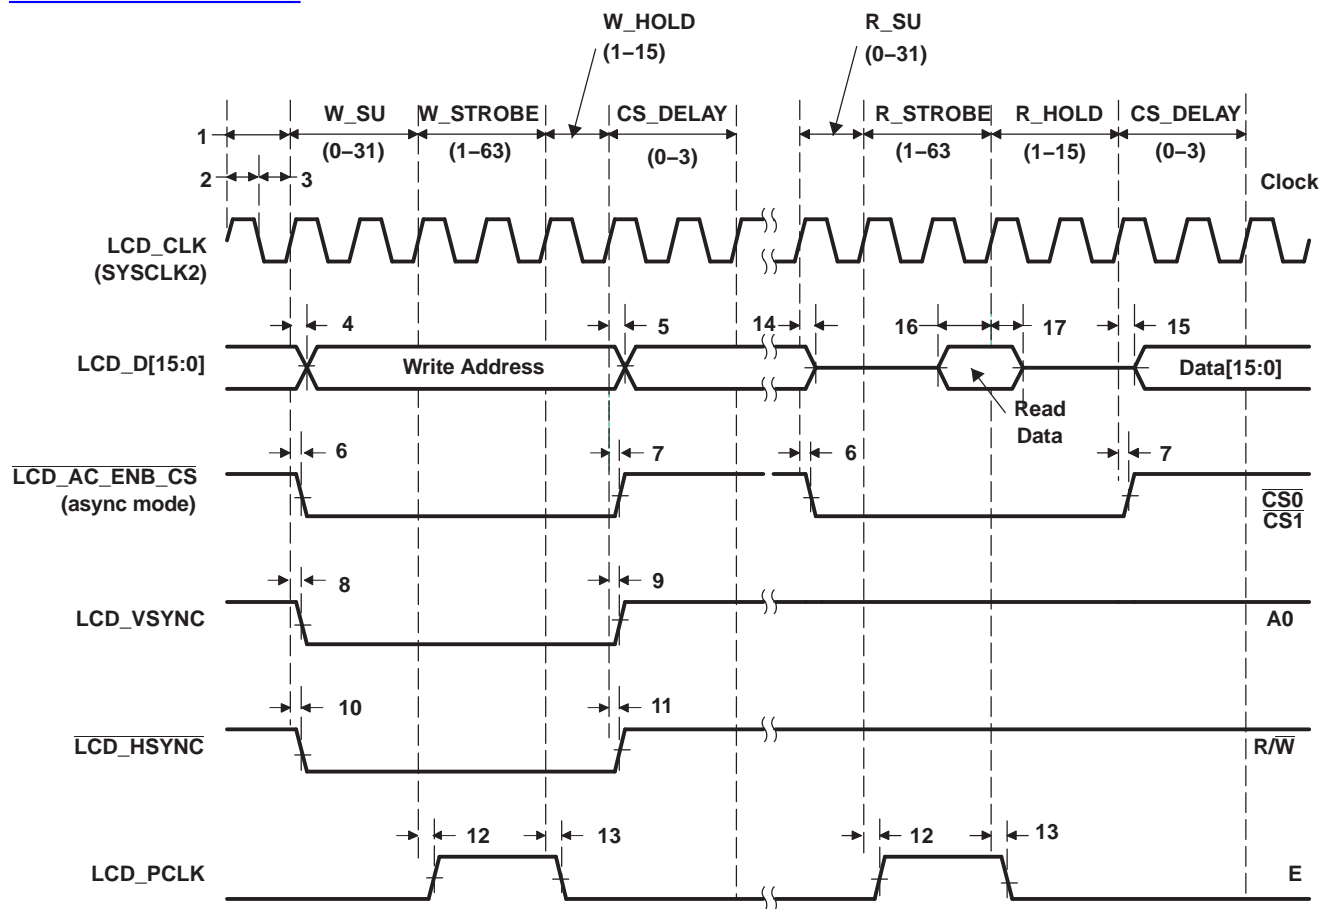 W_HOLD
(1–15)
R_SU
(0–31)
W_SU
(0–31)
W_STROBE
(1–63)
CS_DELAY
(0–3)
R_STROBE
(1–63
R_HOLD
(1–15)
CS_DELAY
(0–3)
1
2
3
Clock
LCD_CLK
(SYSCLK2)
4
5
14
16
17
15
LCD_D[15:0]
Write Address
Data[15:0]
Read
Data
6
7
6
7
LCD_AC_ENB_CS
(async mode)
CS0
CS1
8
9
LCD_VSYNC
A0
10
11
LCD_HSYNC
R/W
12
13
12
13
LCD_PCLK
E